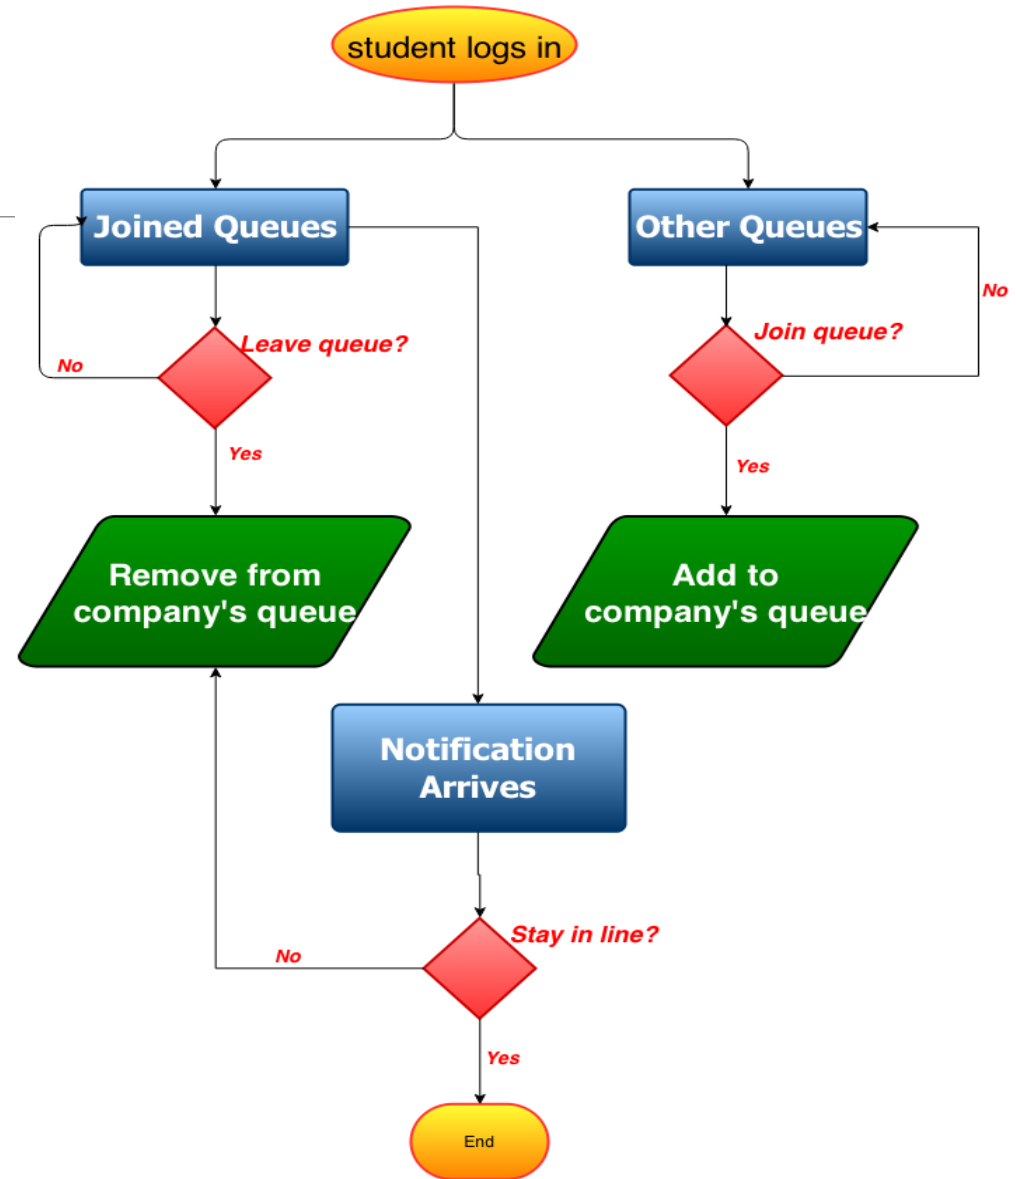 student logs in
Joined Queues
Other Queues
No
Join queue?
Leave queue?
No
Yes
Yes
Remove from
company's queue
Add to
company's queue
Notification
Arrives
Stay in line?
No
Yes
End